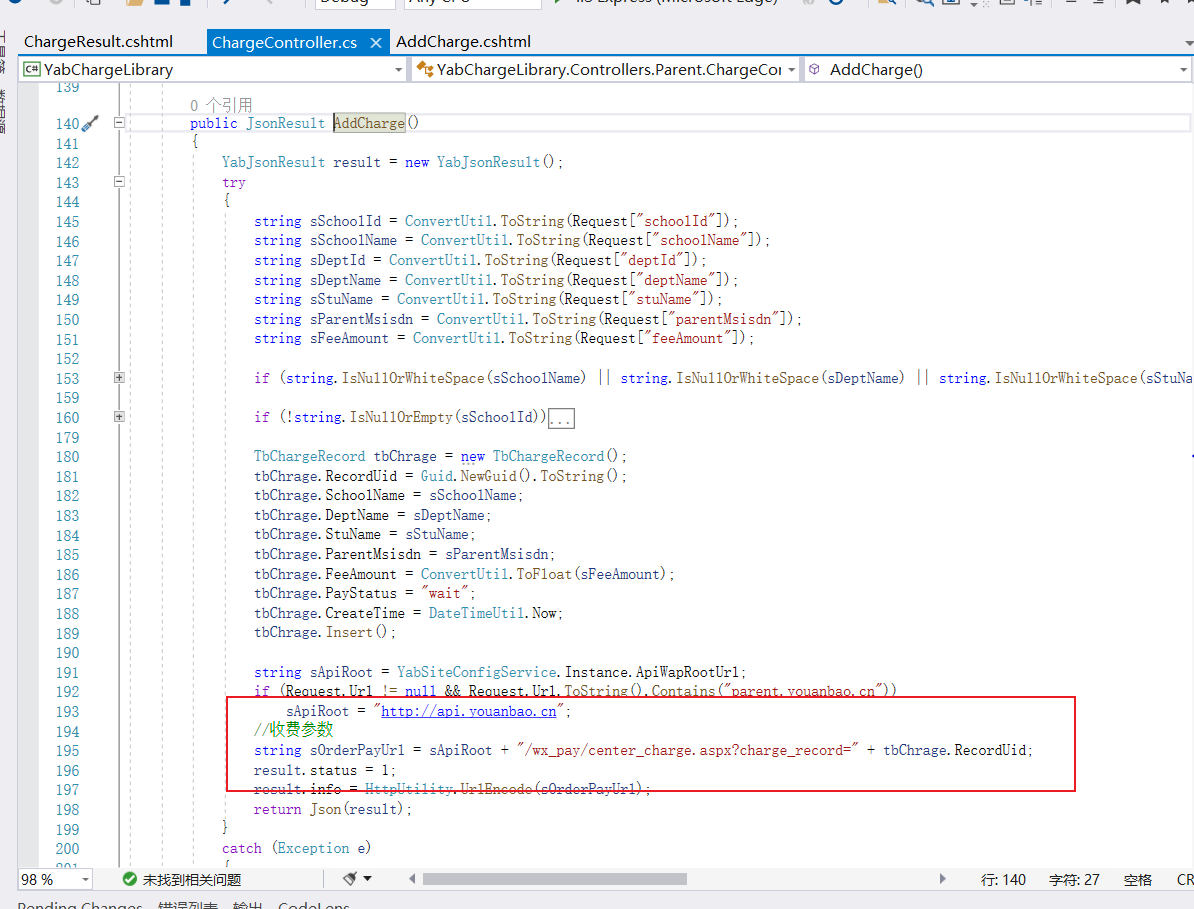 ChargeResult.cshtml ChargeController.cs AddCharge.cshtml
C# YabChargeLibrary YabChargeLibrary.Controllers.Parent.ChargeCo AddCharge()
139
0 个引用
140 public JsonResult AddCharge()
141 {
142 YabJsonResult result = new YabJsonResult();
143 try
144 {
145 string sSchoolId = ConvertUtil.ToString(Request["schoolId"]);
146 string sSchoolName = ConvertUtil.ToString(Request["schoolName"]);
147 string sDeptId = ConvertUtil.ToString(Request["deptId"]);
148 string sDeptName = ConvertUtil.ToString(Request["deptName"]);
149 string sStuName = ConvertUtil.ToString(Request["stuName"]);
150 string sParentMsisdn = ConvertUtil.ToString(Request["parentMsisdn"]);
151 string sFeeAmount = ConvertUtil.ToString(Request["feeAmount"]);
152
153 if (string.IsNullOrWhiteSpace(sSchoolName) || string.IsNullOrWhiteSpace(sDeptName) || string.IsNullOrWhiteSpace(sStuNa
159
160 if (!string.IsNullOrEmpty(sSchoolId))...
179
180 TbChargeRecord tbChrage = new TbChargeRecord();
181 tbChrage.RecordUid = Guid.NewGuid().ToString();
182 tbChrage.SchoolName = sSchoolName;
183 tbChrage.DeptName = sDeptName;
184 tbChrage.StuName = sStuName;
185 tbChrage.ParentMsisdn = sParentMsisdn;
186 tbChrage.FeeAmount = ConvertUtil.ToFloat(sFeeAmount);
187 tbChrage.PayStatus = "wait";
188 tbChrage.CreateTime = DateTimeUtil.Now;
189 tbChrage.Insert();
190
191 string sApiRoot = YabSiteConfigService.Instance.ApiWapRootUrl;
192 if (Request.Url != null && Request.Url.ToString().Contains("parent.youanbao.cn"))
193 sApiRoot = "http://api.youanbao.cn";
194 //收费参数
195 string sOrderPayUrl = sApiRoot + "/wx_pay/center_charge.aspx?charge_record=" + tbChrage.RecordUid;
196 result.status = 1;
197 result.info = HttpUtility.UrlEncode(sOrderPayUrl);
198 return Json(result);
199 }
200 catch (Exception e)
201 {
98 % 未找到相关问题 行: 140 字符: 27 空格 CR
Pending Changes 错误列表 输出 CodeLens